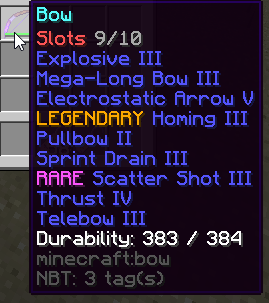 Bow
Slots 9/10
Explosive III
Mega-Long Bow III
Electrostatic Arrow V
LEGENDARY Homing III
Pullbow II
Sprint Drain III
RARE Scatter Shot III
Thrust IV
Telebow III
Durability: 383 / 384
minecraft:bow
NBT: 3 tag(s)